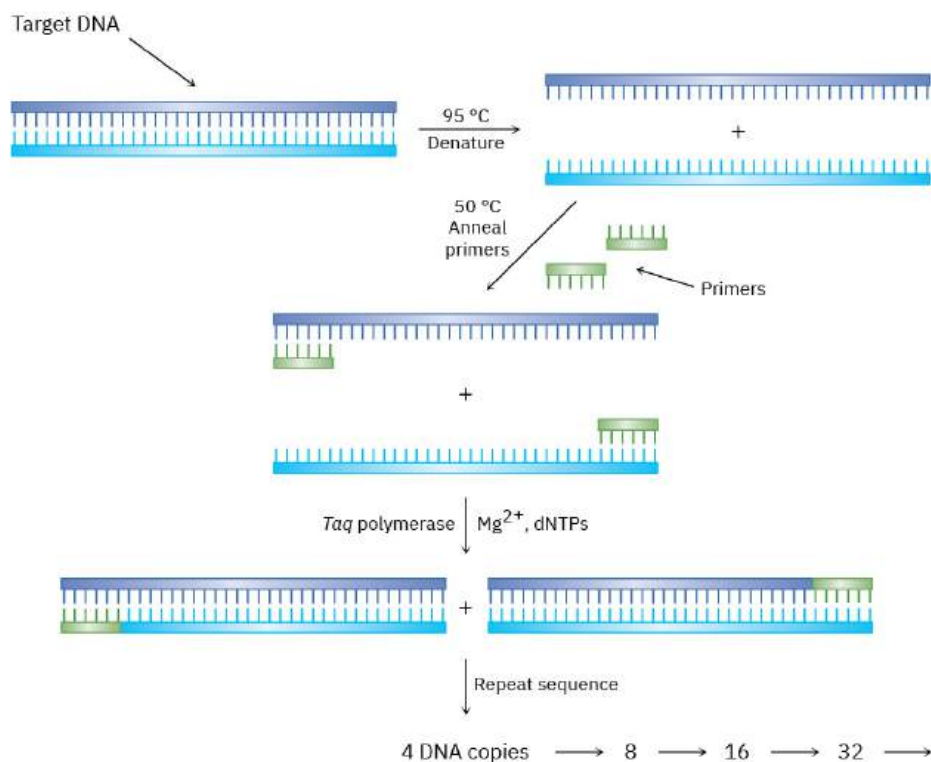 Target DNA
95 °C
Denature
+
50 °C
Anneal
primers
Primers
+
Taq polymerase
Mg2+, dNTPs
+
Repeat sequence
4 DNA copies → 8 → 16 → 32 →